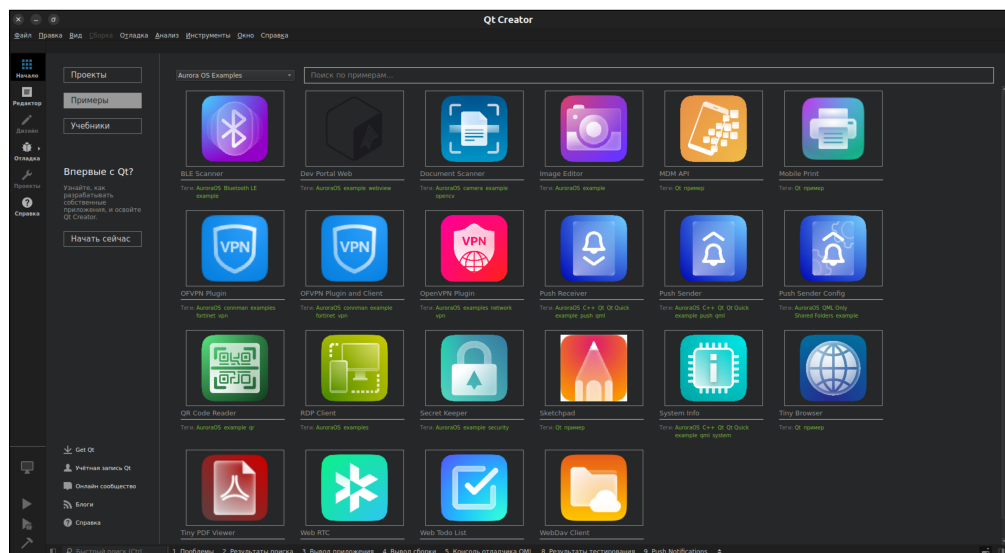 Qt Creator
Файл Правка Вид Сборка Отладка Анализ Инструменты Окно Справка
Начало
Редактор
Дизайн
Отладка
Проекты
Справка
Проекты
Примеры
Учебники
Впервые с Qt?
Узнайте, как
разрабатывать
собственные
приложения, и освойте
Qt Creator.
Начать сейчас
Get Qt
Учётная запись Qt
Онлайн сообщество
Блоги
Справка
Aurora OS Examples
Поиск по примерам...
BLE Scanner
Теги: AuroraOS Bluetooth LE
example
Dev Portal Web
Теги: AuroraOS example webview
Document Scanner
Теги: AuroraOS camera example
opencv
Image Editor
Теги: AuroraOS example
MDM API
Теги: Qt пример
Mobile Print
Теги: Qt пример
VPN
OFVPN Plugin
Теги: AuroraOS connman examples
fortinet vpn
VPN
OFVPN Plugin and Client
Теги: AuroraOS connman example
fortinet vpn
VPN
OpenVPN Plugin
Теги: AuroraOS examples network
vpn
Push Receiver
Теги: AuroraOS C++ Qt Qt Quick
example push qml
Push Sender
Теги: AuroraOS C++ Qt Qt Quick
example push qml
Push Sender Config
Теги: AuroraOS QML Only
Shared Folders example
QR Code Reader
Теги: AuroraOS example qr
RDP Client
Теги: AuroraOS examples
Secret Keeper
Теги: AuroraOS example security
Sketchpad
Теги: Qt пример
System Info
Теги: AuroraOS C++ Qt Qt Quick
example qml system
Tiny Browser
Теги: Qt пример
Tiny PDF Viewer
Web RTC
Web Todo List
WebDav Client
Быстрый поиск (Ctrl
1 Проблемы 2 Результаты поиска 3 Вывод приложения 4 Вывод сборки 5 Консоль отладчика QML 8 Результаты тестирования 9 Push Notifications